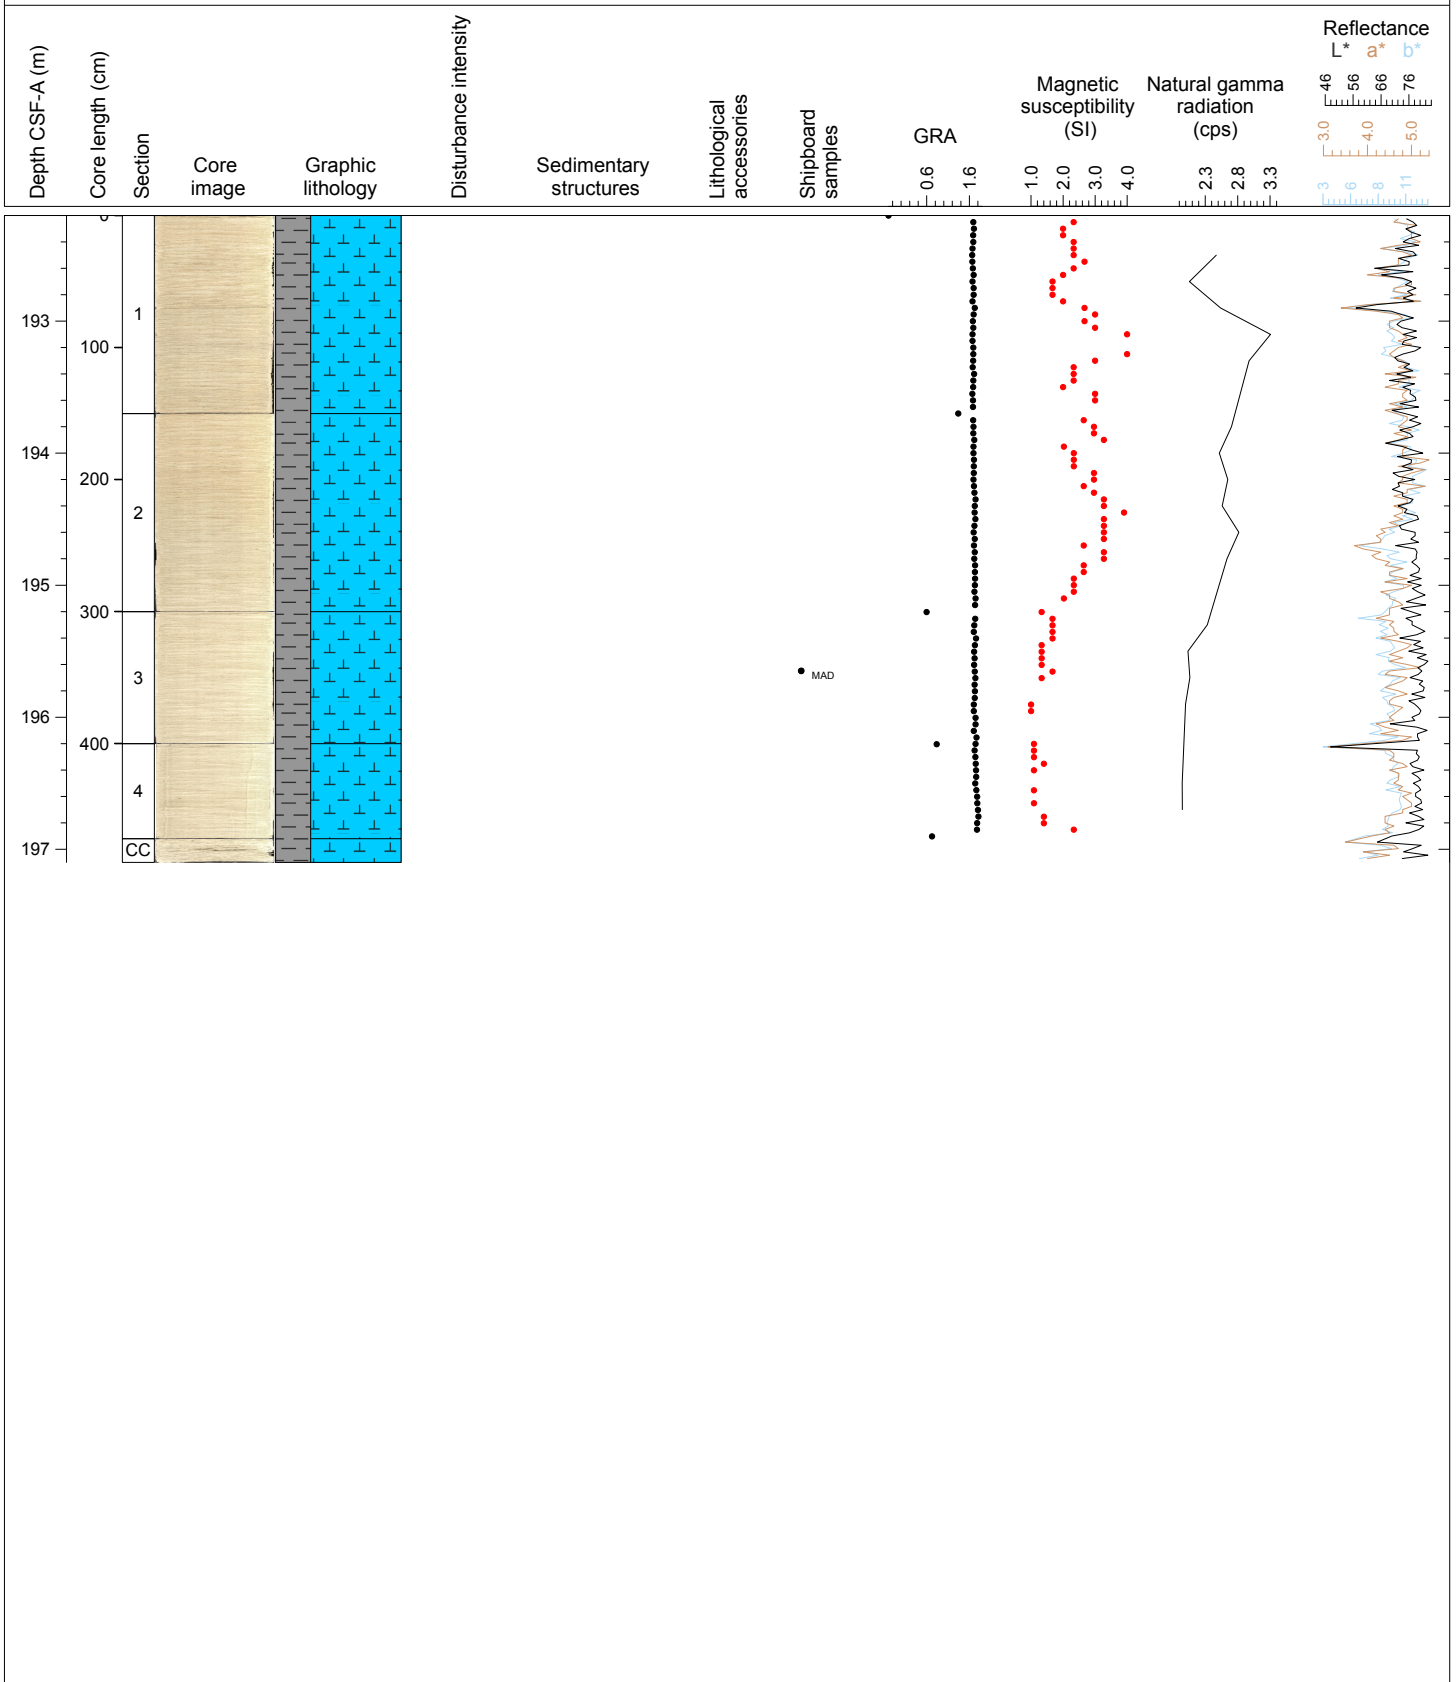 Depth CSF-A (m)
Core length (cm)
Section
Core
image
Graphic
lithology
Disturbance intensity
Sedimentary
structures
Lithological
accessories
Shipboard
samples
GRA
0.6
1.6
Magnetic
susceptibility
(SI)
1.0
2.0
3.0
4.0
Natural gamma
radiation
(cps)
2.3
2.8
3.3
Reflectance
L* a* b*
46
56
66
76
3.0
4.0
5.0
3
6
8
11
0
1
193
100
194
200
2
195
300
3
MAD
196
400
4
197
CC